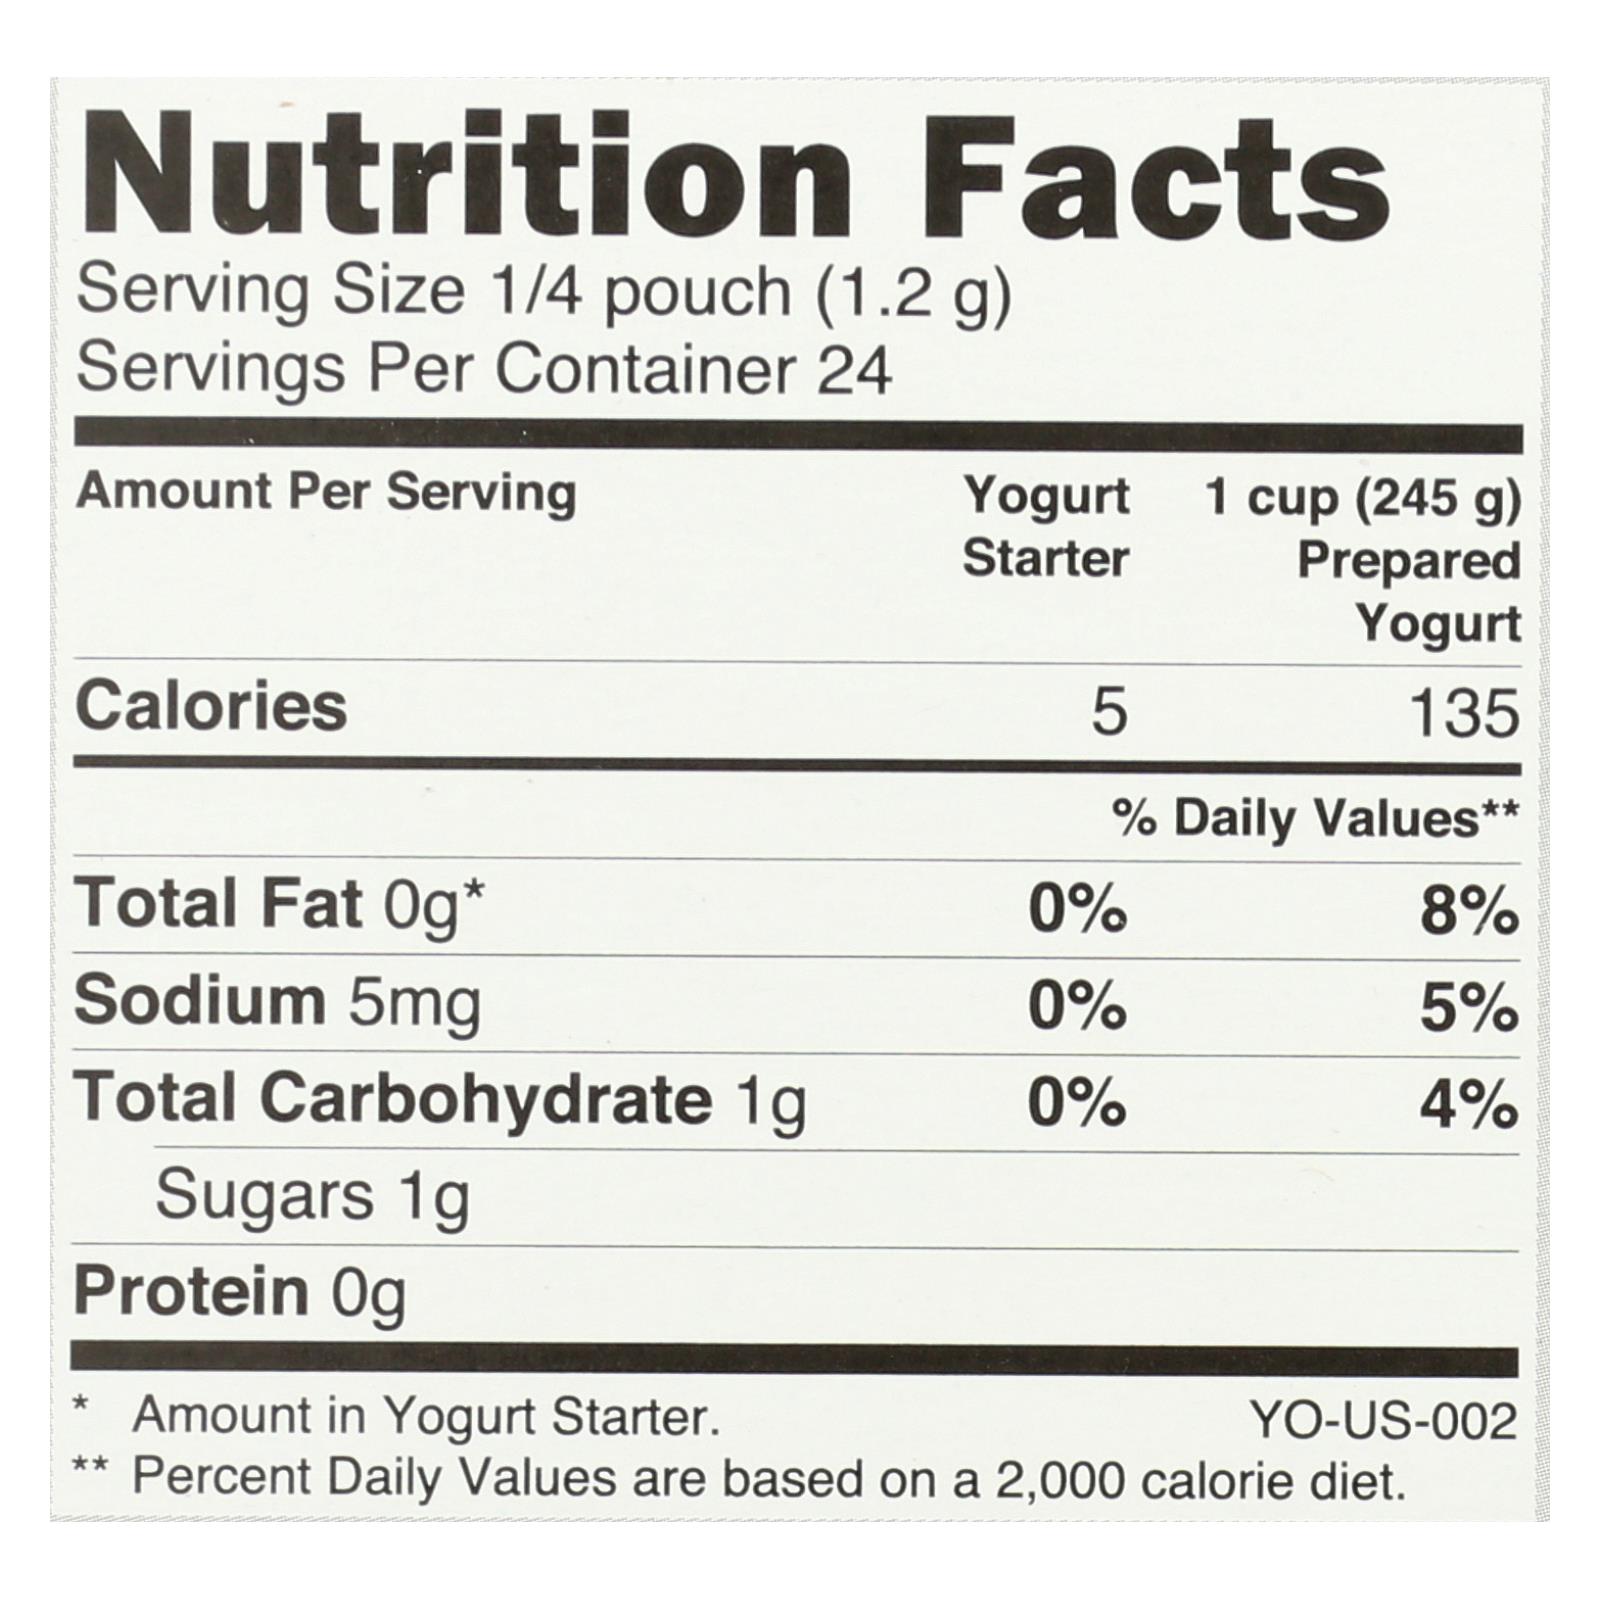 Nutrition Facts
Serving Size 1/4 pouch (1.2 g)
Servings Per Container 24
Amount Per Serving Yogurt Starter 1 cup (245 g) Prepared Yogurt
Calories 5 135
% Daily Values**
Total Fat 0g* 0% 8%
Sodium 5mg 0% 5%
Total Carbohydrate 1g 0% 4%
Sugars 1g
Protein 0g
* Amount in Yogurt Starter. YO-US-002
** Percent Daily Values are based on a 2,000 calorie diet.